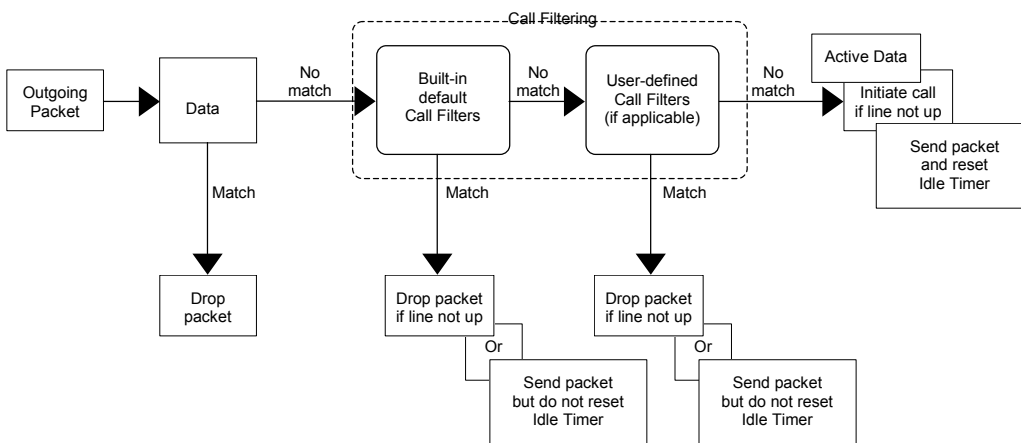 Call Filtering
Outgoing
Packet
Data
No
match
Built-in
default
Call Filters
No
match
User-defined
Call Filters
(if applicable)
No
match
Active Data
Initiate call
if line not up
Send packet
and reset
Idle Timer
Match
Match
Match
Drop
packet
Drop packet
if line not up
Or
Send packet
but do not reset
Idle Timer
Drop packet
if line not up
Or
Send packet
but do not reset
Idle Timer